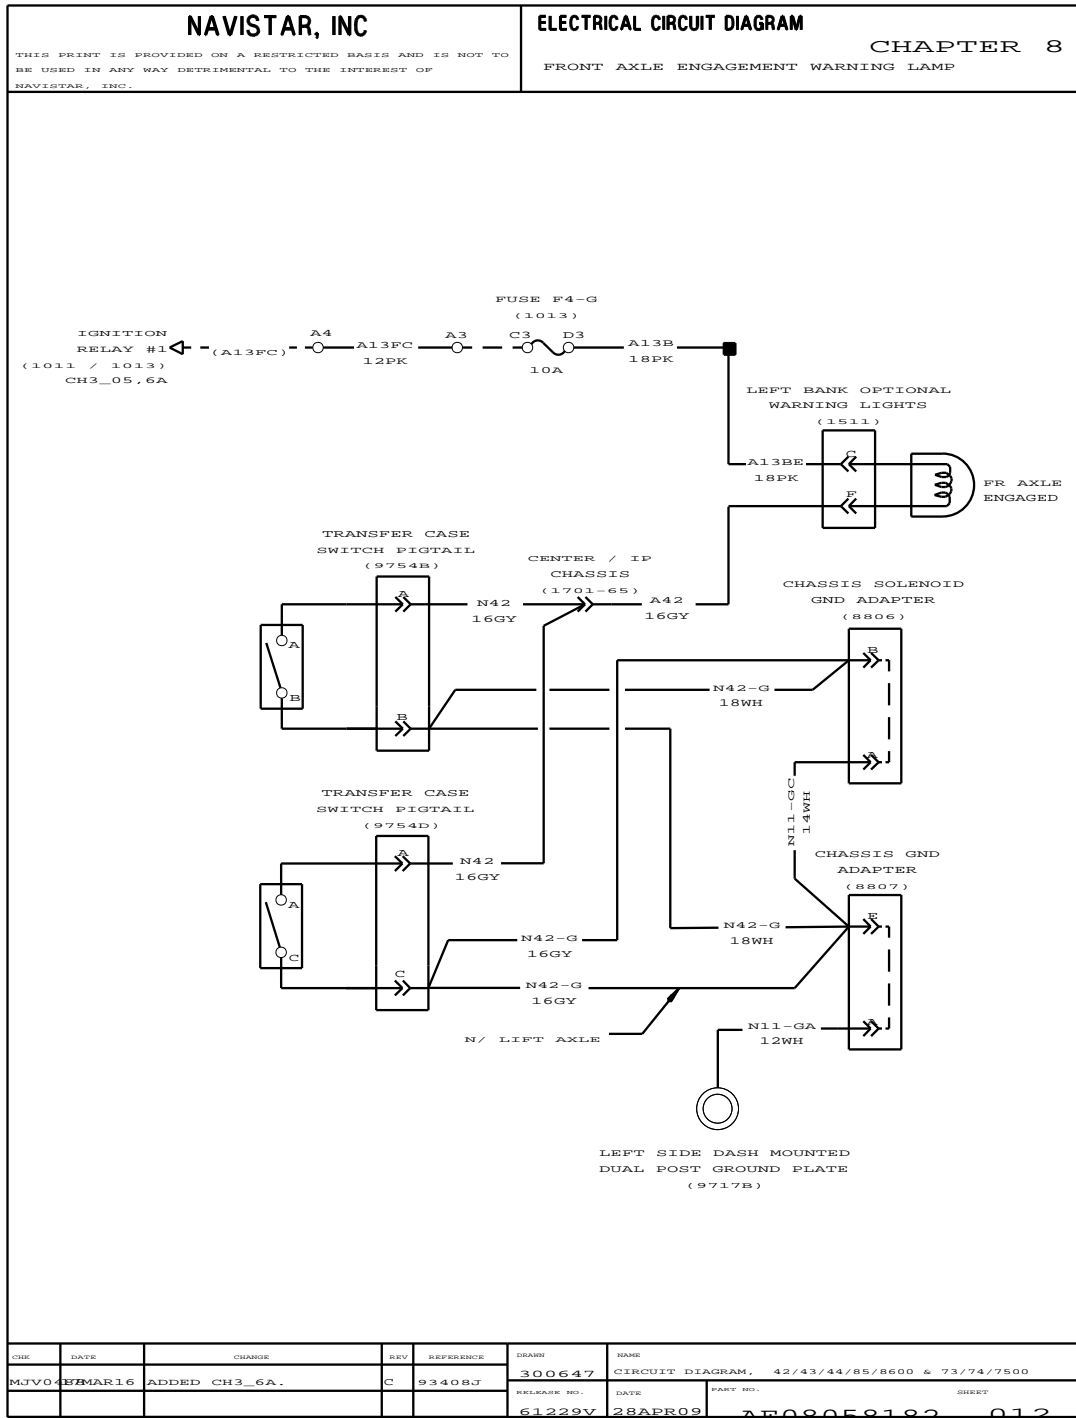 NAVISTAR, INC
THIS PRINT IS PROVIDED ON A RESTRICTED BASIS AND IS NOT TO
BE USED IN ANY WAY DETRIMENTAL TO THE INTEREST OF
NAVISTAR, INC.
ELECTRICAL CIRCUIT DIAGRAM
CHAPTER 8
FRONT AXLE ENGAGEMENT WARNING LAMP
FUSE F4-G
(1013)
IGNITION
RELAY #1
(1011 / 1013)
CH3_05,6A
(A13FC)
A4
A13FC
12PK
A3
C3
D3
10A
A13B
18PK
LEFT BANK OPTIONAL
WARNING LIGHTS
(1511)
A13BE
18PK
C
F
FR AXLE
ENGAGED
TRANSFER CASE
SWITCH PIGTAIL
(9754B)
CENTER / IP
CHASSIS
(1701-65)
CHASSIS SOLENOID
GND ADAPTER
(8806)
A
N42
16GY
A42
16GY
A
B
B
B
N42-G
18WH
A
N11-GC
14WH
TRANSFER CASE
SWITCH PIGTAIL
(9754D)
A
N42
16GY
CHASSIS GND
ADAPTER
(8807)
A
C
C
E
N42-G
18WH
N42-G
16GY
N42-G
16GY
N/ LIFT AXLE
N11-GA
12WH
A
LEFT SIDE DASH MOUNTED
DUAL POST GROUND PLATE
(9717B)
CHK DATE CHANGE REV REFERENCE
ADDED CH3_6A. C 93408J
DRAWN
300647
NAME
CIRCUIT DIAGRAM, 42/43/44/85/8600 & 73/74/7500
RELEASE NO.
61229V
DATE
28APR09
PART NO.
AF08058182
SHEET
012